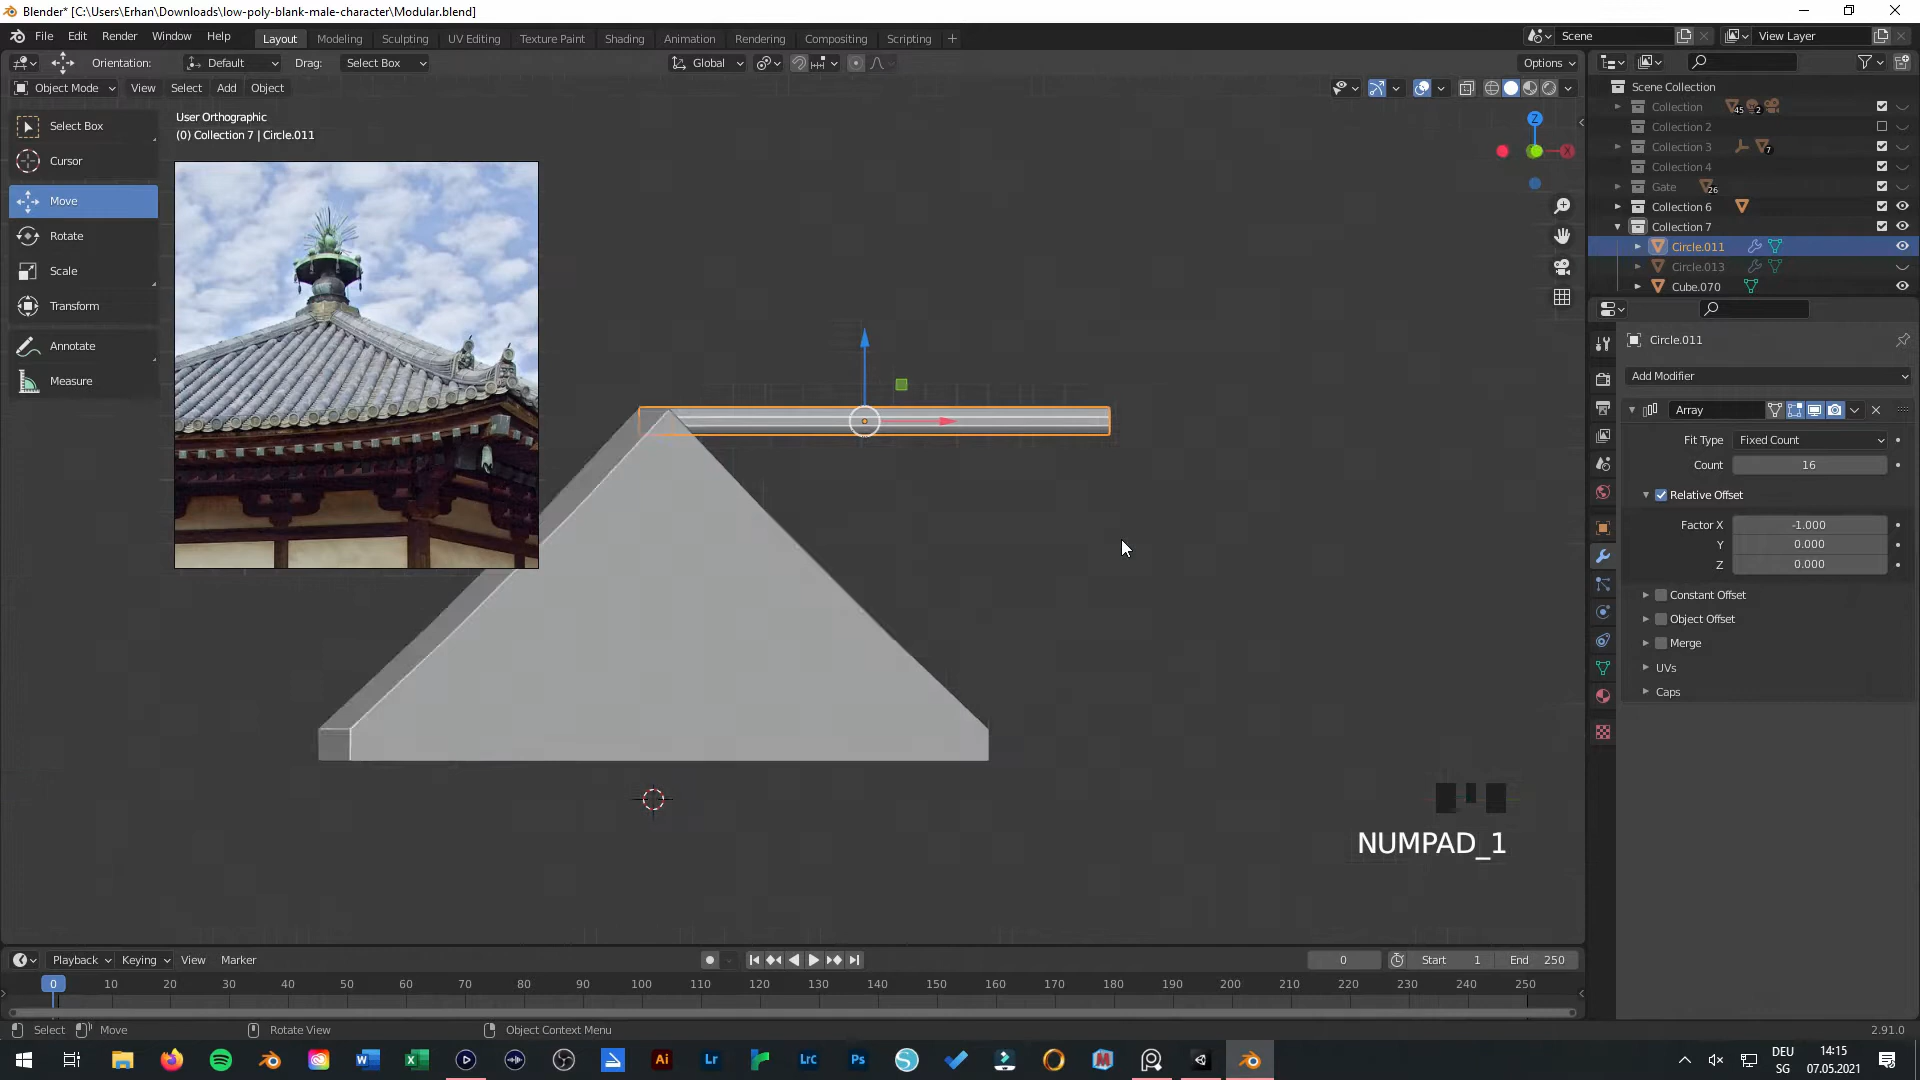 Blender* [C:\Users\Erhan\Downloads\low-poly-blank-male-character\Modular.blend]
File Edit Render Window Help
Layout Modeling Sculpting UV Editing Texture Paint Shading Animation Rendering Compositing Scripting +
Scene
View Layer
Orientation: Default Drag: Select Box
Global
Options
Object Mode View Select Add Object
User Orthographic
(0) Collection 7 | Circle.011
Select Box
Cursor
Move
Rotate
Scale
Transform
Annotate
Measure
Z
X
Scene Collection
Collection 45 2
Collection 2
Collection 3 7
Collection 4
Gate 26
Collection 6
Collection 7
Circle.011
Circle.013
Cube.070
Circle.011
Add Modifier
Array
Fit Type Fixed Count
Count 16
Relative Offset
Factor X -1.000
Y 0.000
Z 0.000
Constant Offset
Object Offset
Merge
UVs
Caps
NUMPAD_1
Playback Keying View Marker
0 Start 1 End 250
0 10 20 30 40 50 60 70 80 90 100 110 120 130 140 150 160 170 180 190 200 210 220 230 240 250
Select Move Rotate View Object Context Menu
2.91.0
Ai Lr Lrc Ps
DEU
SG
14:15
07.05.2021